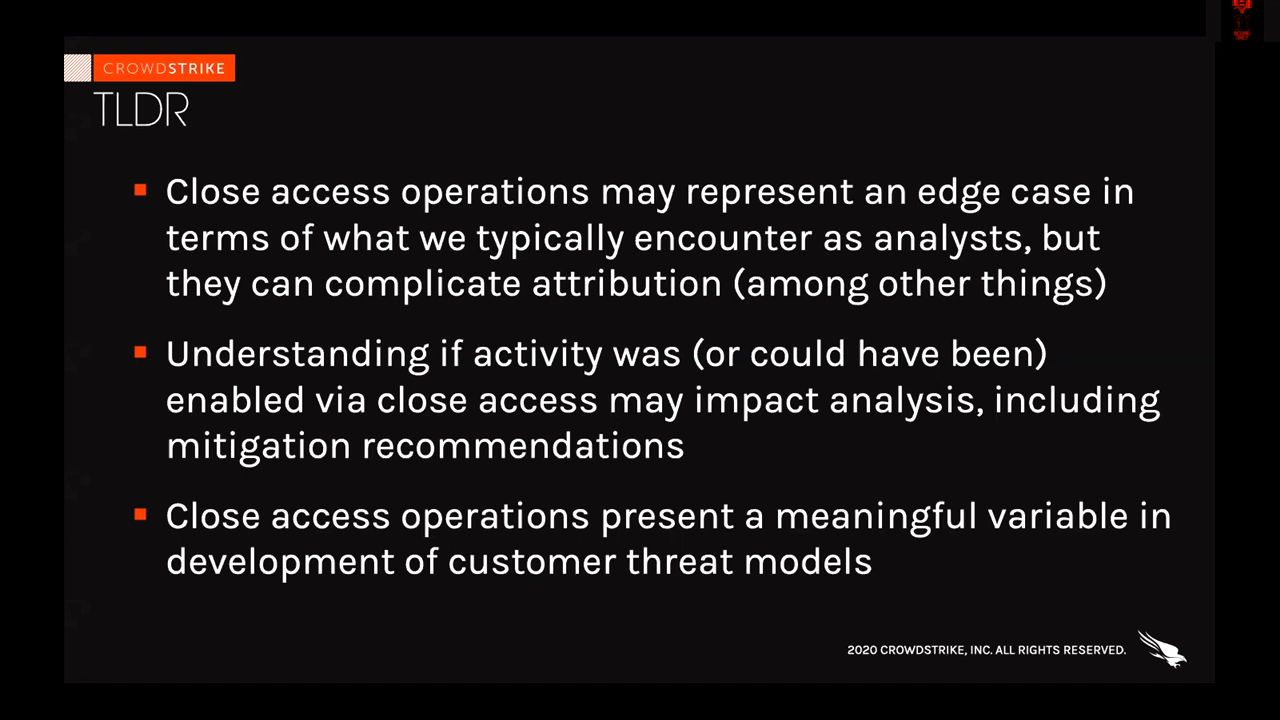 CROWDSTRIKE
TLDR
Close access operations may represent an edge case in
terms of what we typically encounter as analysts, but
they can complicate attribution (among other things)
Understanding if activity was (or could have been)
enabled via close access may impact analysis, including
mitigation recommendations
Close access operations present a meaningful variable in
development of customer threat models
2020 CROWDSTRIKE, INC. ALL RIGHTS RESERVED.